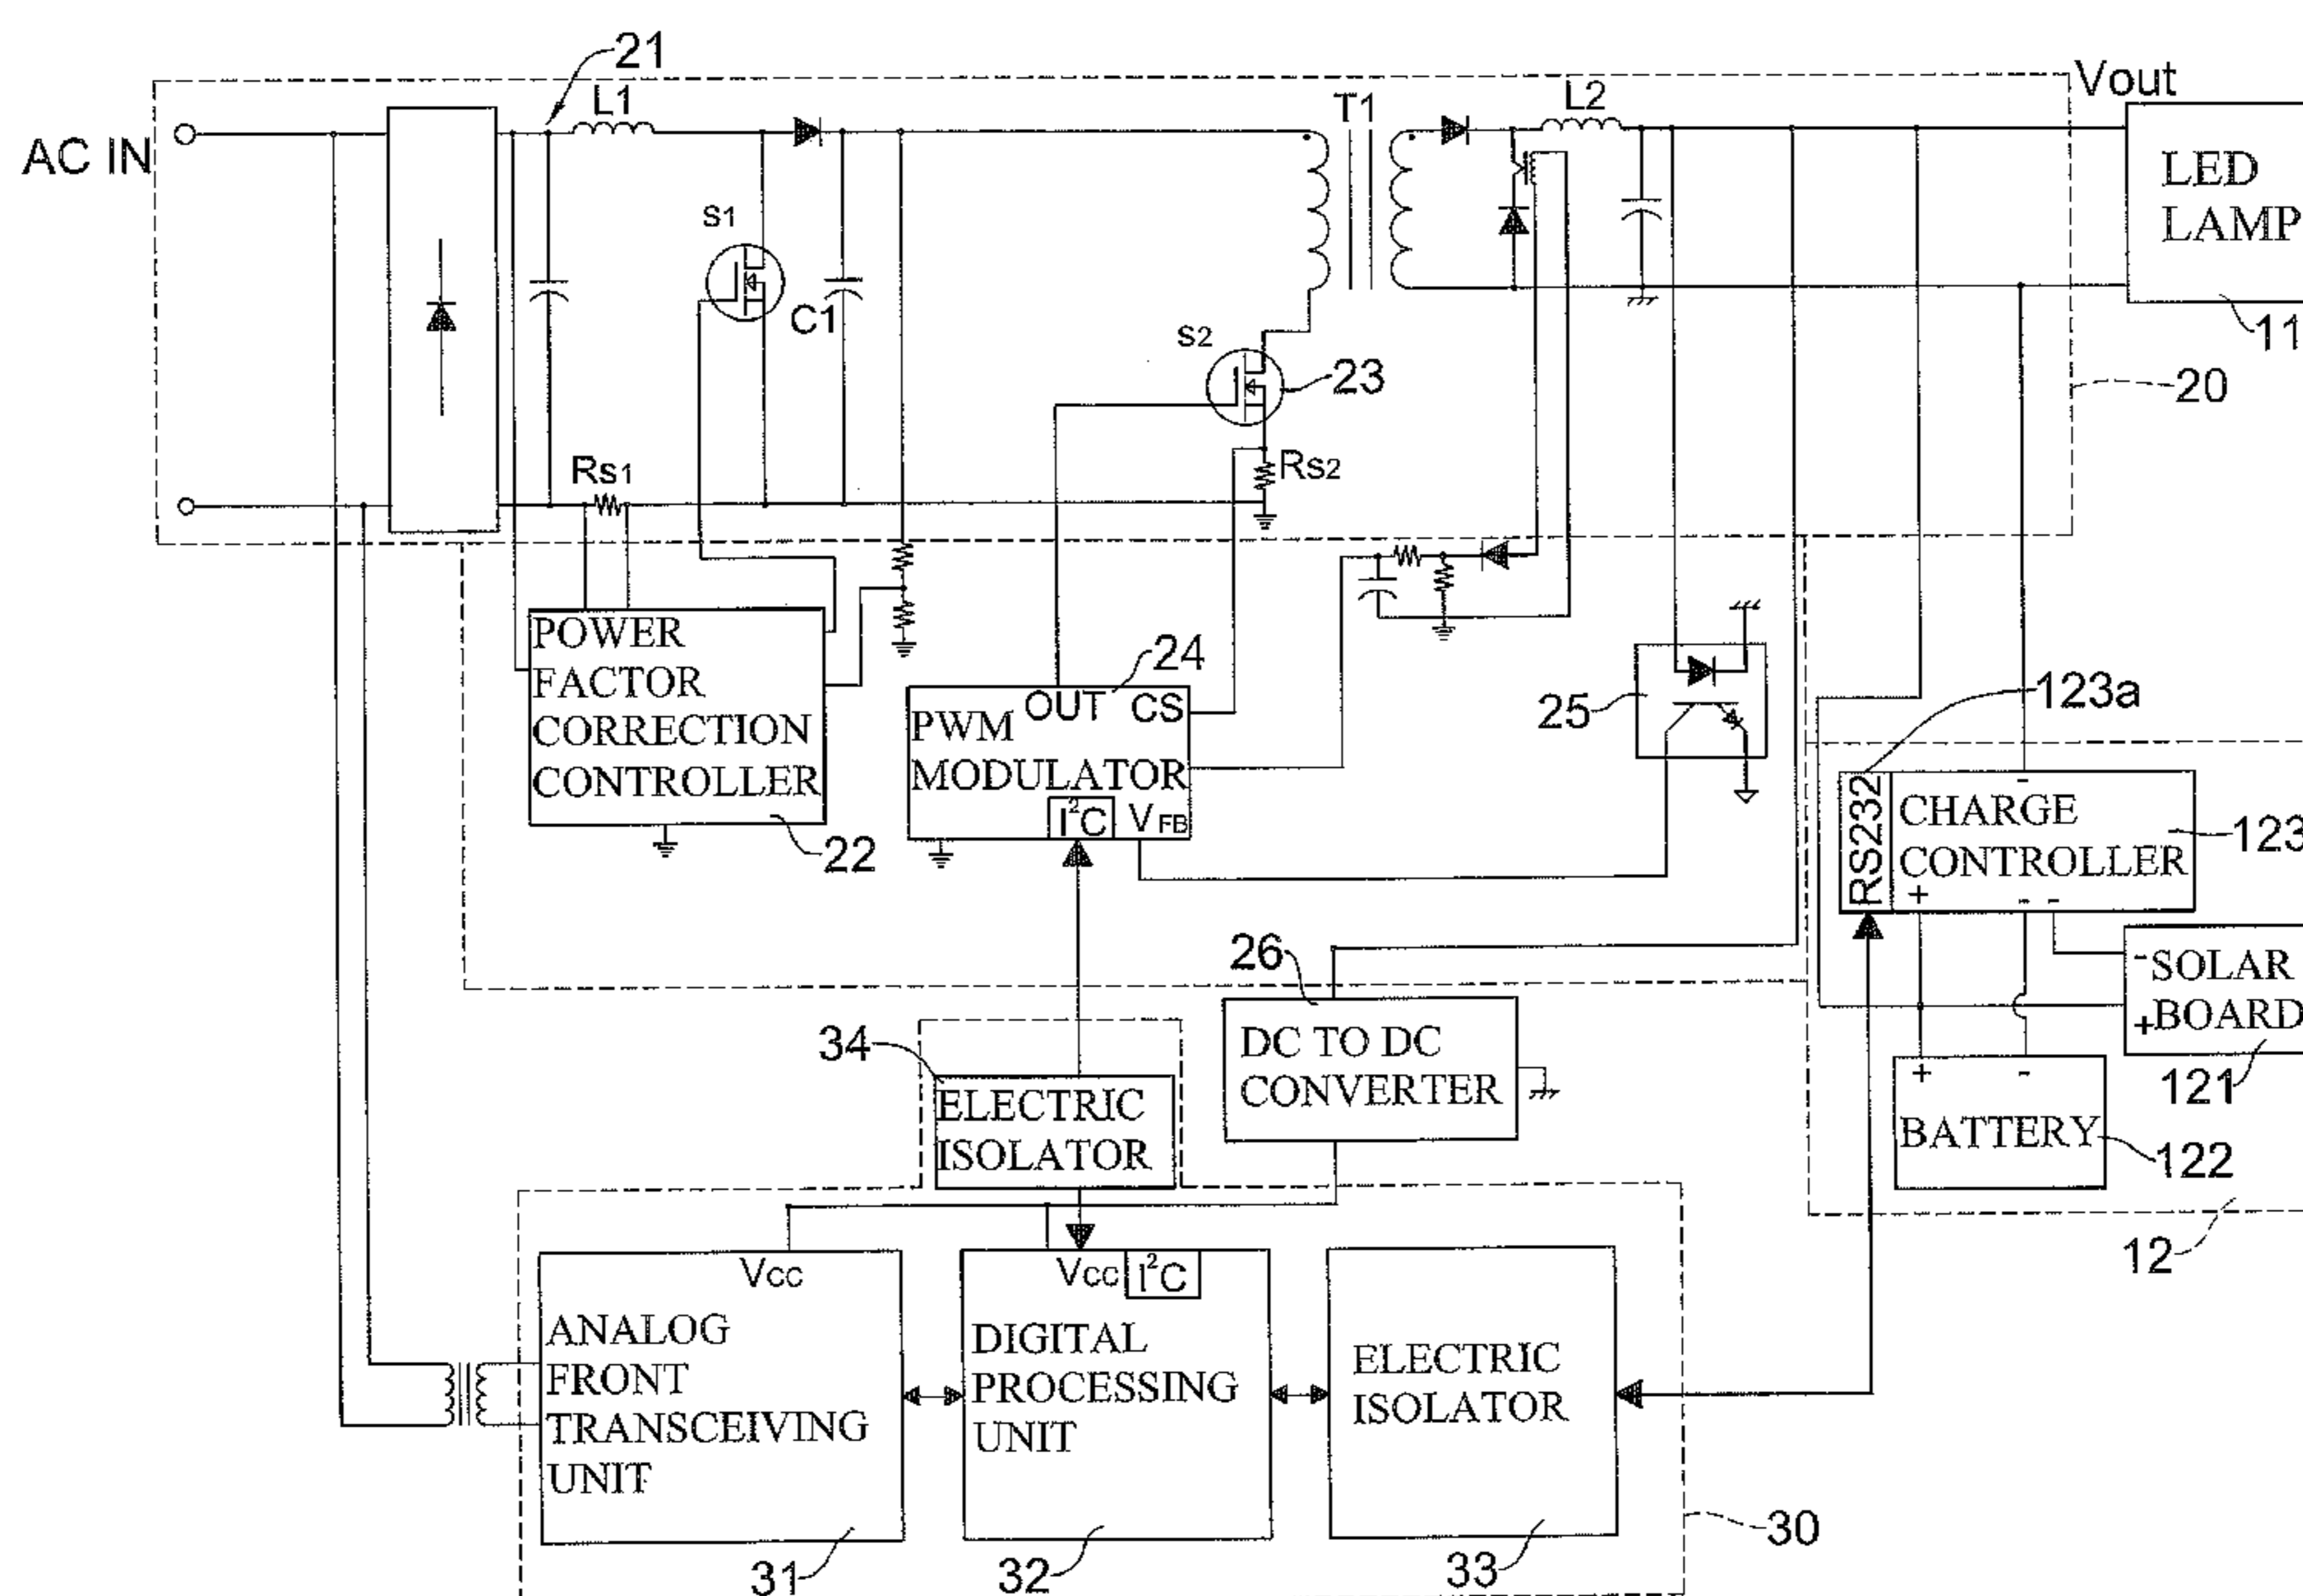 21
Vout
AC IN
L1
T1
L2
LED
LAMP
S1
C1
S2
23
11
20
Rs1
Rs2
POWER
FACTOR
CORRECTION
CONTROLLER
22
24
OUT CS
PWM
MODULATOR
I²C
VFB
25
123a
RS232
-
CHARGE
CONTROLLER
+ - -
123
- SOLAR
+BOARD
121
+ -
BATTERY
122
12
26
DC TO DC
CONVERTER
34
ELECTRIC
ISOLATOR
Vcc
ANALOG
FRONT
TRANSCEIVING
UNIT
31
Vcc I²C
DIGITAL
PROCESSING
UNIT
32
ELECTRIC
ISOLATOR
33
30